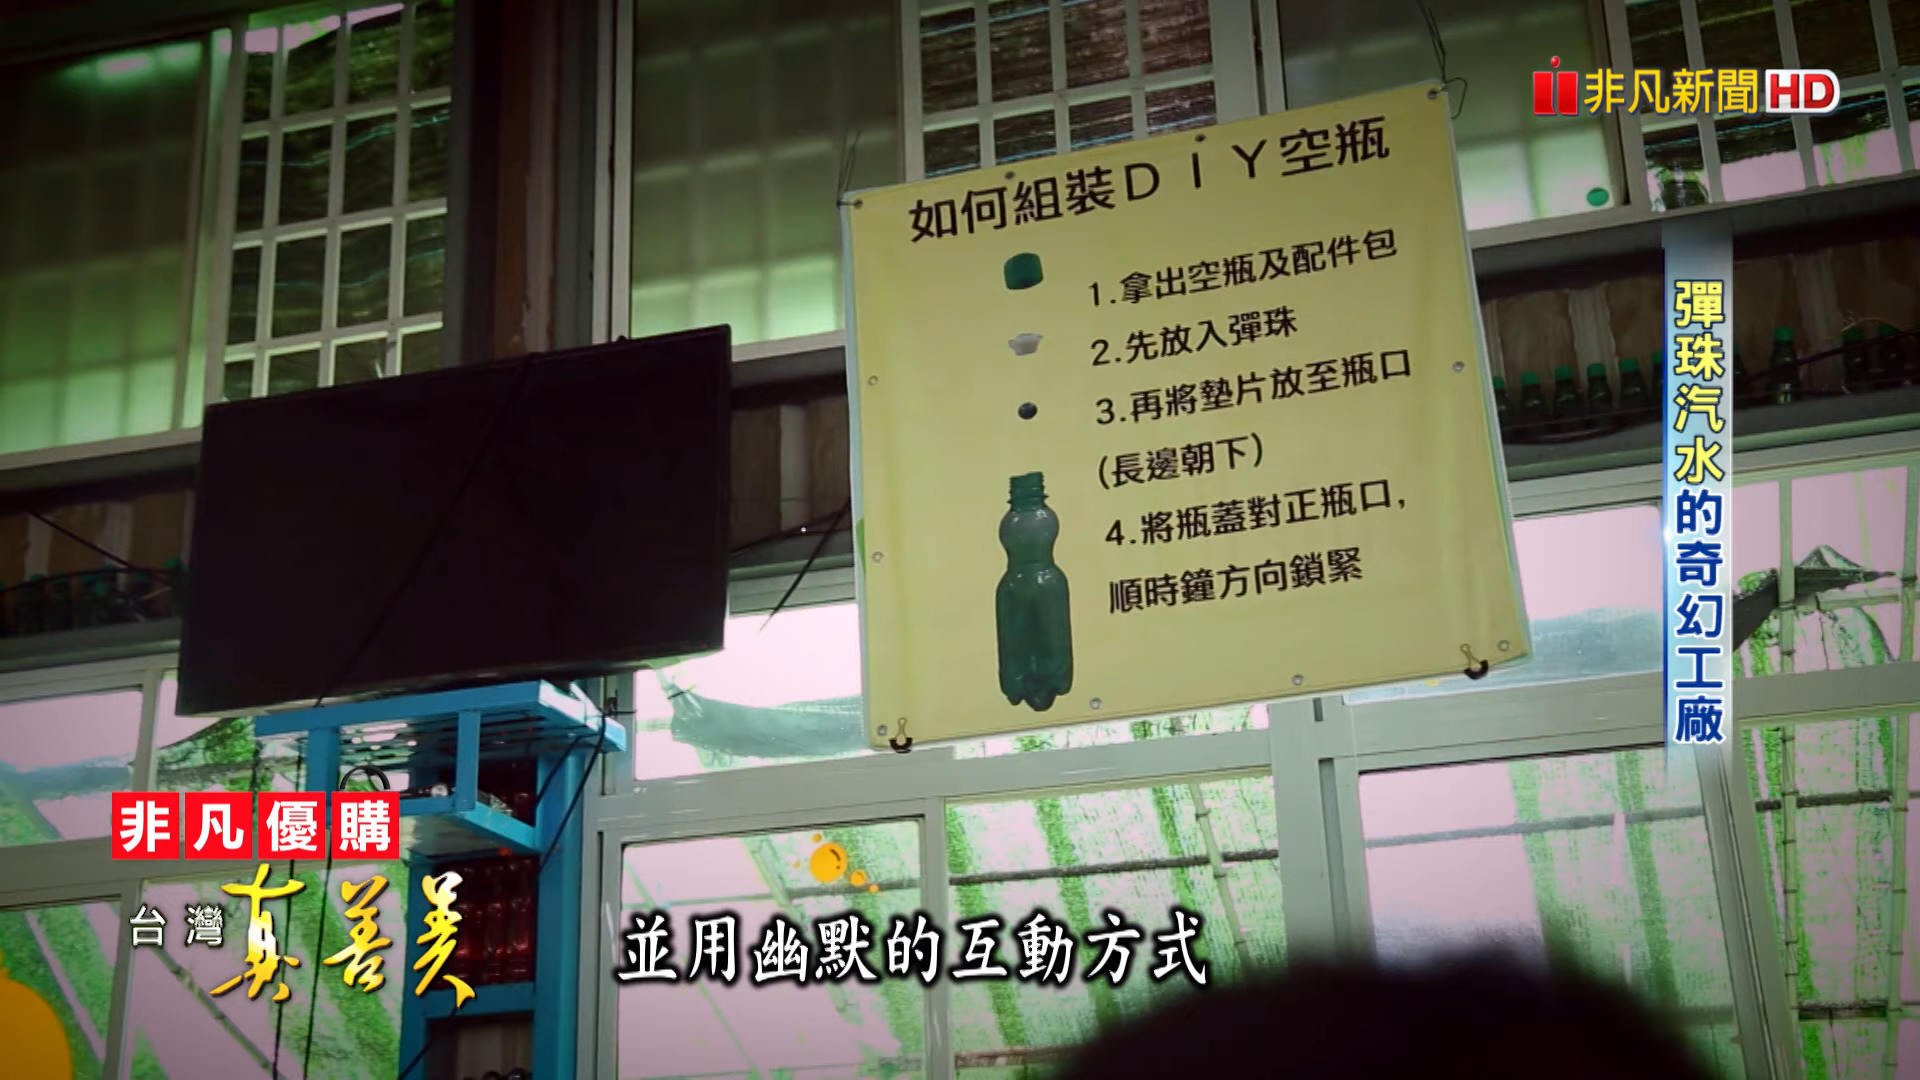 非凡新聞HD
如何組裝DiY空瓶
1.拿出空瓶及配件包
2.先放入彈珠
3.再將墊片放至瓶口
(長邊朝下)
4.將瓶蓋對正瓶口,
順時鐘方向鎖緊
彈珠汽水的奇幻工廠
非凡優購
台灣真善美
並用幽默的互動方式